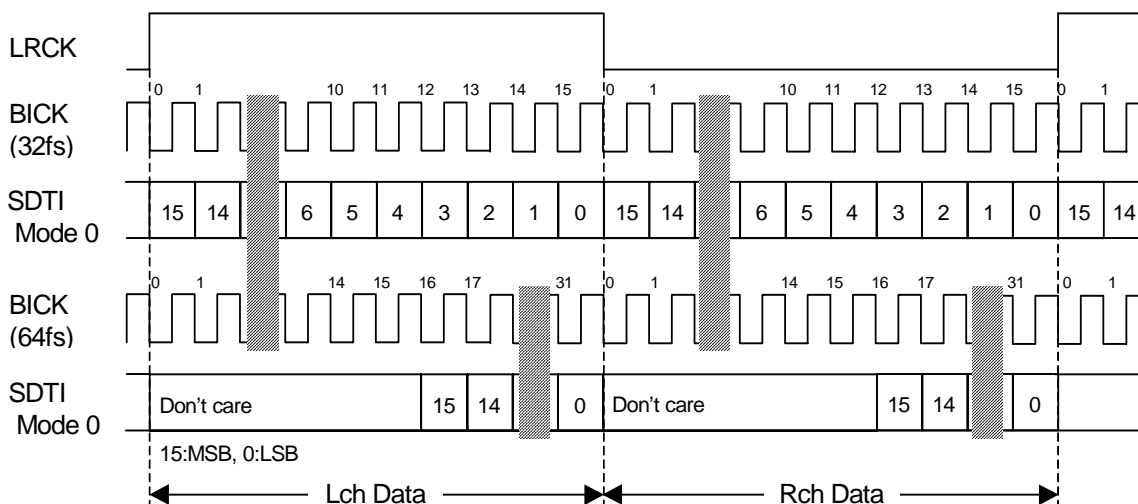 LRCK
0 1 10 11 12 13 14 15 0 1 10 11 12 13 14 15 0 1
BICK
(32fs)
SDTI
Mode 0
15 14 6 5 4 3 2 1 0 15 14 6 5 4 3 2 1 0 15 14
0 1 14 15 16 17 31 0 1 14 15 16 17 31 0 1
BICK
(64fs)
SDTI
Mode 0
Don't care 15 14 0 Don't care 15 14 0
15:MSB, 0:LSB
Lch Data Rch Data